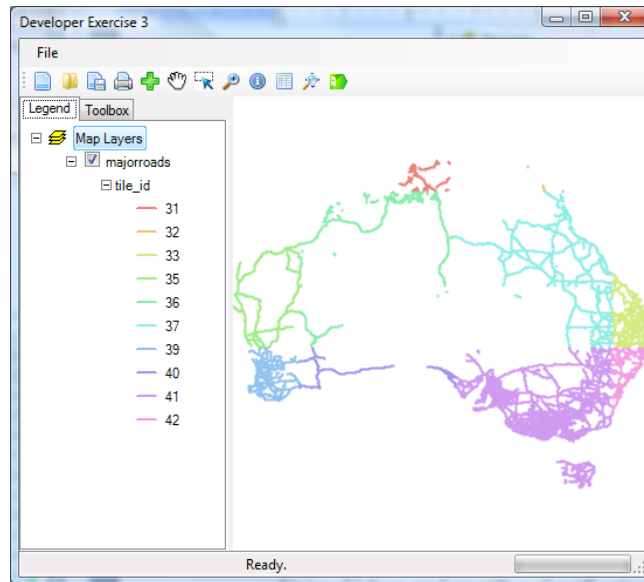 Developer Exercise 3
File
Legend Toolbox
Map Layers
majorroads
tile_id
31
32
33
35
36
37
39
40
41
42
Ready.